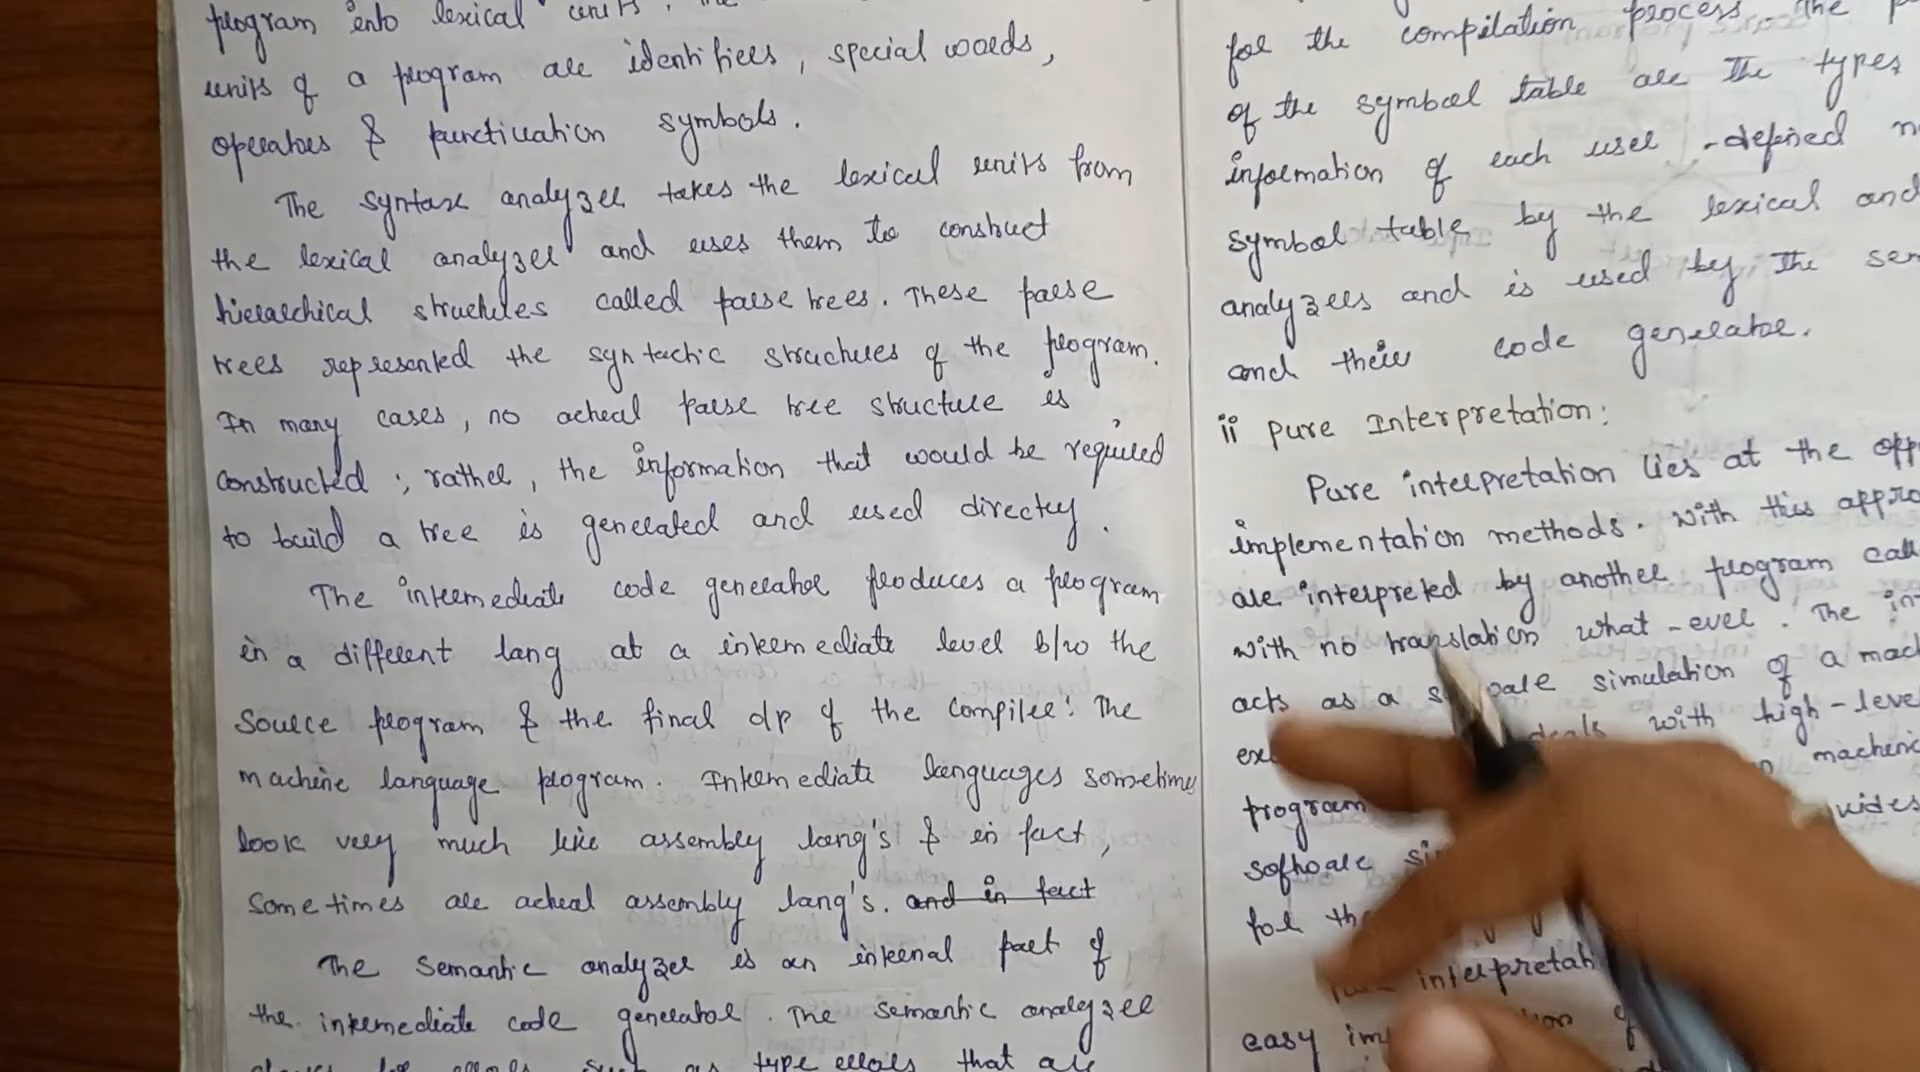 program into lexical units. The
units of a program are identifiers, special words,
operators & punctuation symbols.
The syntax analyzer takes the lexical units from
the lexical analyzer and uses them to construct
hierarchical structures called parse trees. These parse
trees represented the syntactic structures of the program.
In many cases, no actual parse tree structure is
constructed; rather, the information that would be required
to build a tree is generated and used directly.
The intermediate code generator produces a program
in a different lang at a intermediate level b/w the
source program & the final o/p of the compiler: The
machine language program. Intermediate languages sometimes
look very much like assembly lang's & in fact,
sometimes are actual assembly lang's. and in fact
The semantic analyzer is an internal part of
the intermediate code generator. The semantic analyzer
such as type errors that are
for the compilation process. The
of the symbol table are the types
information of each user-defined
symbol table by the lexical and
analyzers and is used by the
and their code generator.
ii Pure Interpretation:
Pure interpretation lies at the
implementation methods. With this
are interpreted by another program
with no translation what-ever. The
acts as a simulation of a
deals with high-level
program
software
for the
interpretation
easy